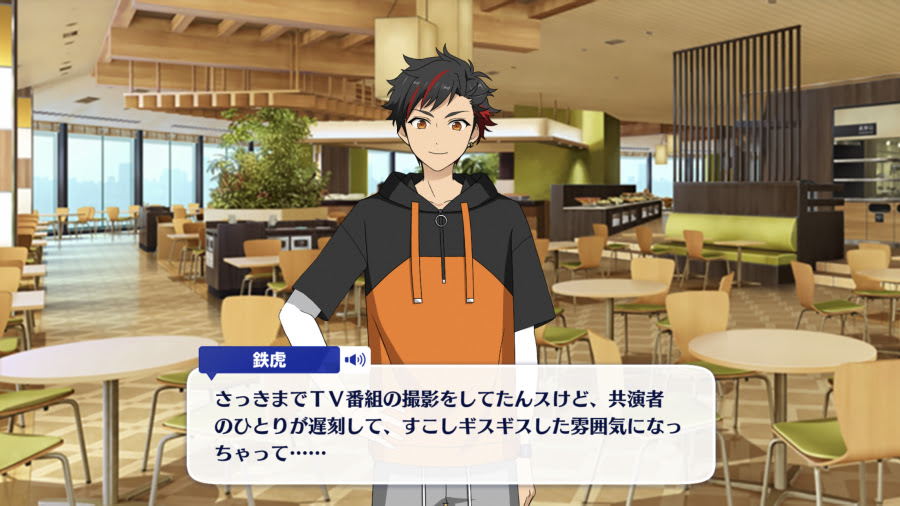 鉄虎
さっきまでＴＶ番組の撮影をしてたんスけど、共演者
のひとりが遅刻して、すこしギスギスした雰囲気になっ
ちゃって……